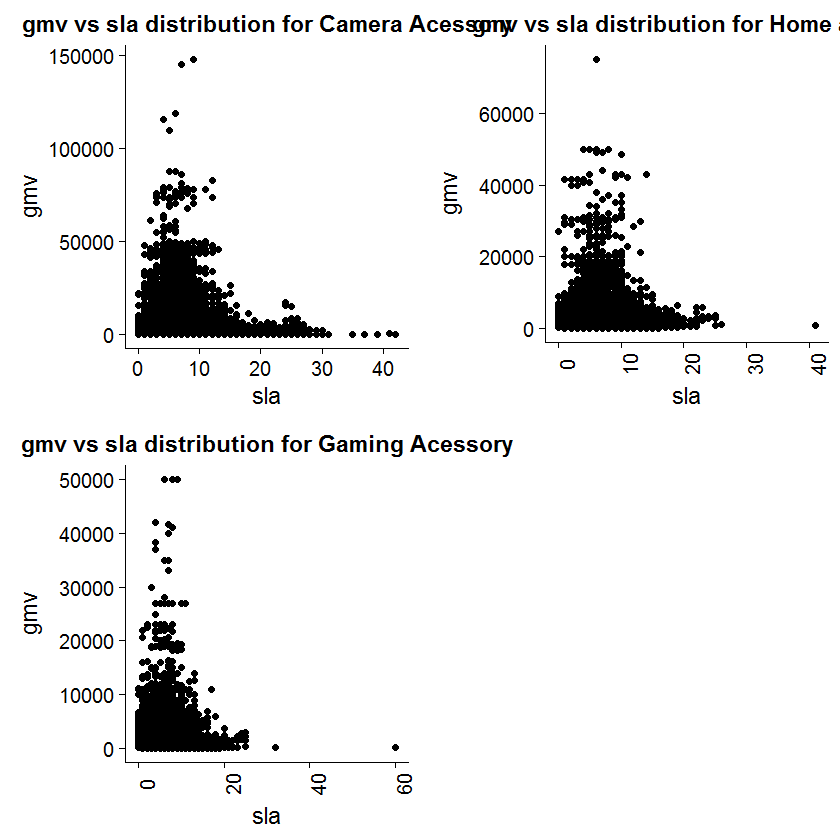 gmv vs sla distribution for Camera Acessory
150000
100000
50000
0
gmv
0 10 20 30 40
sla
gmv vs sla distribution for Home a
60000
40000
20000
0
gmv
0 10 20 30 40
sla
gmv vs sla distribution for Gaming Acessory
50000
40000
30000
20000
10000
0
gmv
0 20 40 60
sla